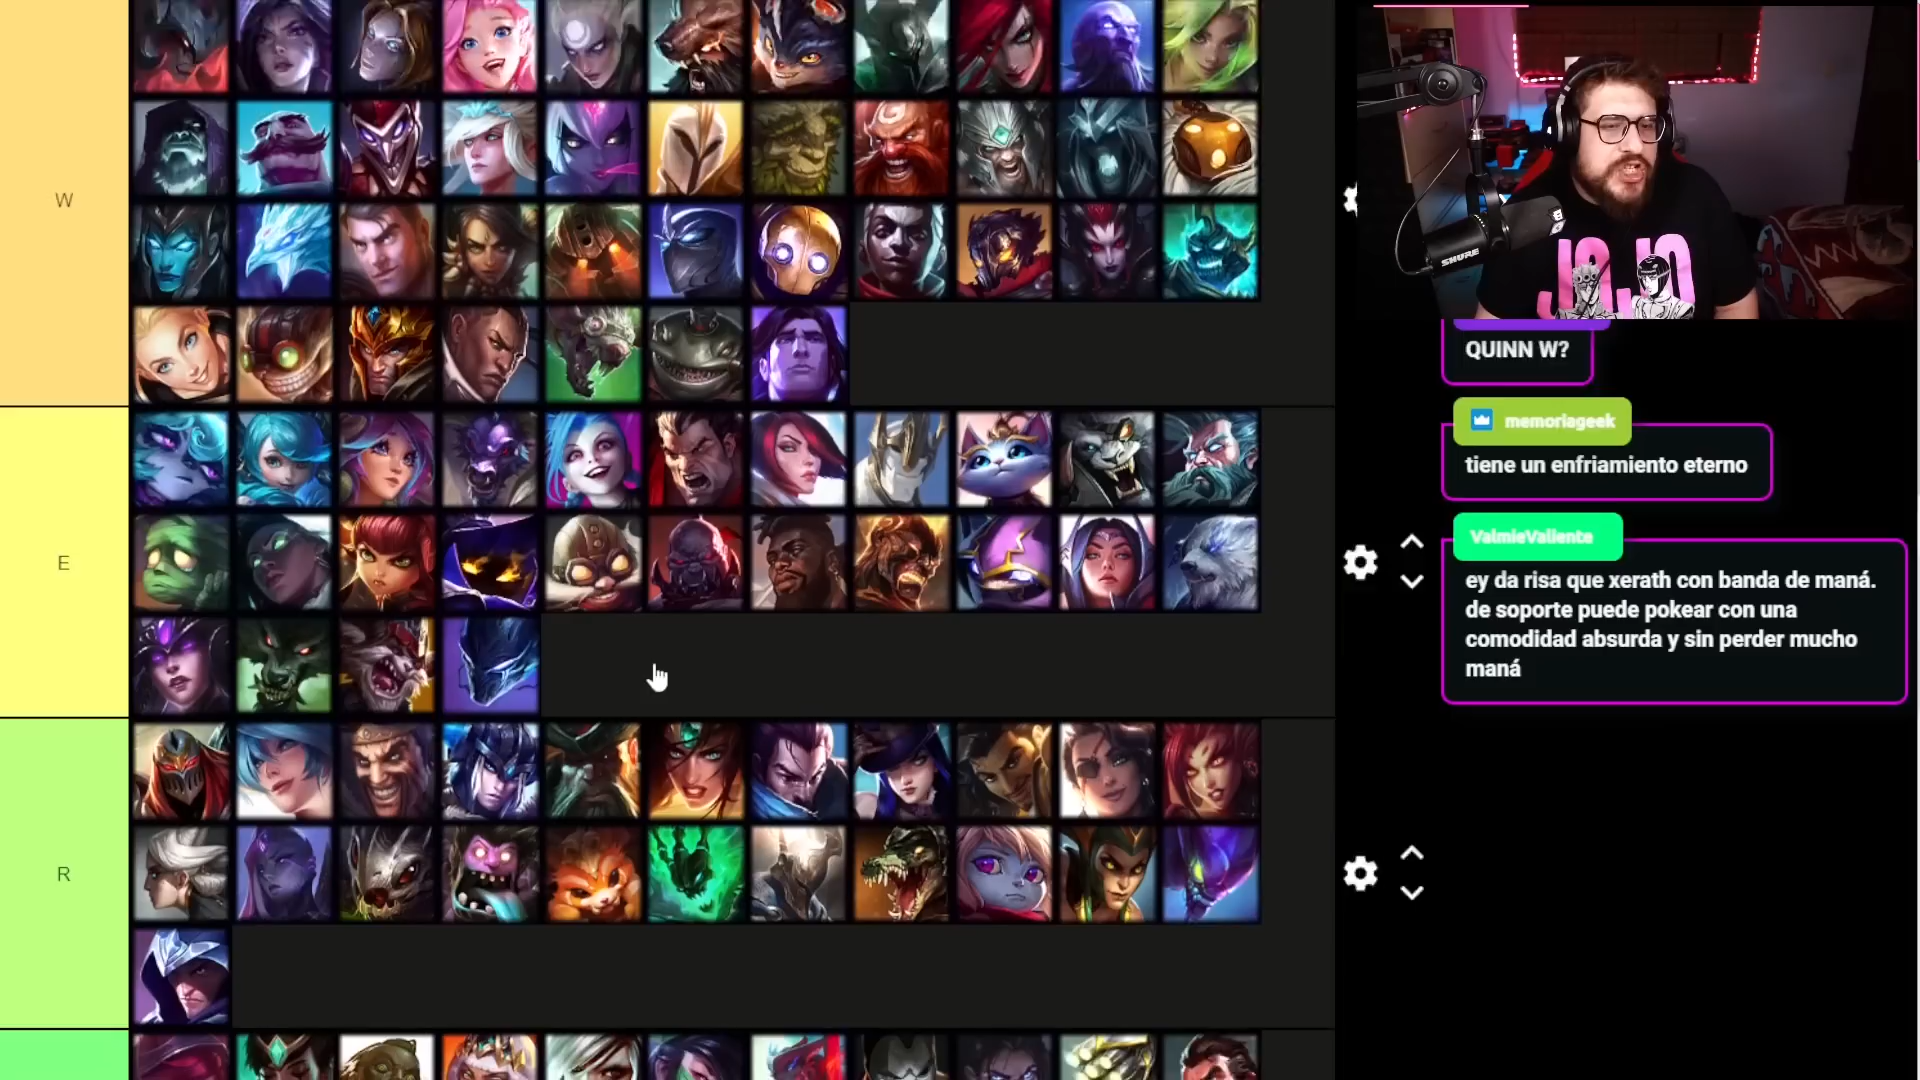 W
E
R
SHURE
JOJO
QUINN W?
memoriageek
tiene un enfriamiento eterno
ValmieValiente
ey da risa que xerath con banda de maná.
de soporte puede pokear con una
comodidad absurda y sin perder mucho
maná